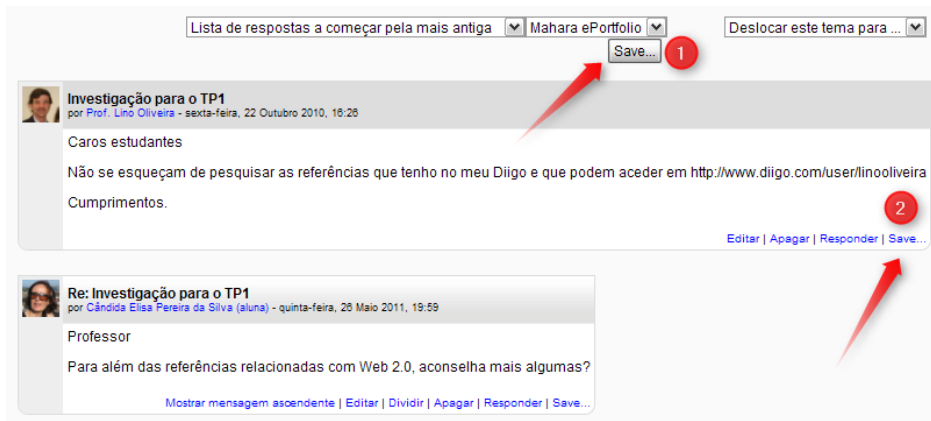 Lista de respostas a começar pela mais antiga Mahara ePortfolio Deslocar este tema para ...
Save... 1
Investigação para o TP1
por Prof. Lino Oliveira - sexta-feira, 22 Outubro 2010, 16:26
Caros estudantes
Não se esqueçam de pesquisar as referências que tenho no meu Diigo e que podem aceder em http://www.diigo.com/user/linooliveira
Cumprimentos.
2
Editar | Apagar | Responder | Save...
Re: Investigação para o TP1
por Cândida Elisa Pereira da Silva (aluna) - quinta-feira, 26 Maio 2011, 19:59
Professor
Para além das referências relacionadas com Web 2.0, aconselha mais algumas?
Mostrar mensagem ascendente | Editar | Dividir | Apagar | Responder | Save...